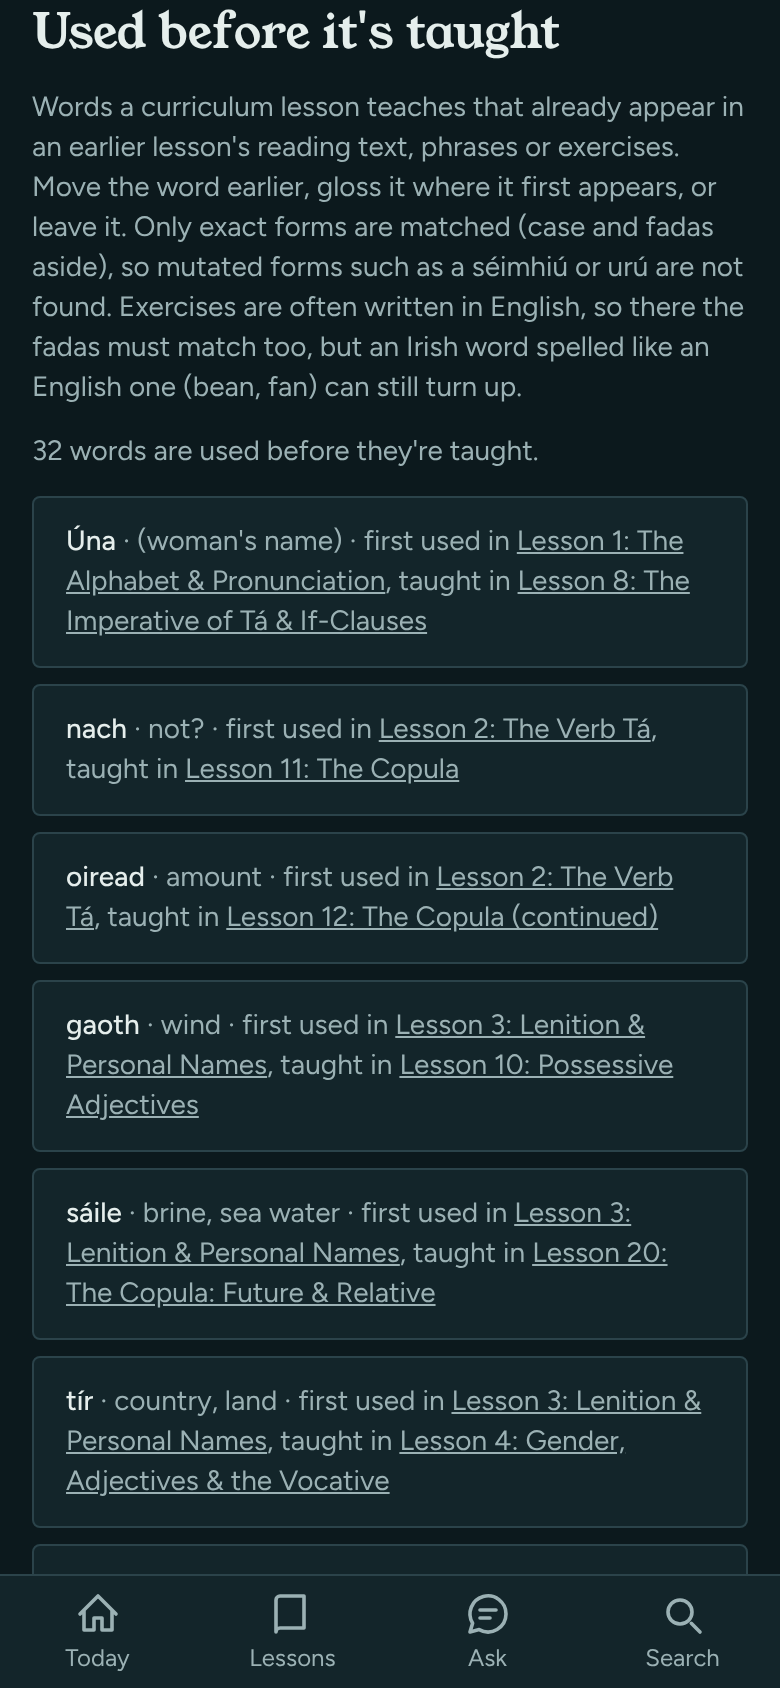 Used before it's taught
Words a curriculum lesson teaches that already appear in
an earlier lesson's reading text, phrases or exercises.
Move the word earlier, gloss it where it first appears, or
leave it. Only exact forms are matched (case and fadas
aside), so mutated forms such as a séimhiú or urú are not
found. Exercises are often written in English, so there the
fadas must match too, but an Irish word spelled like an
English one (bean, fan) can still turn up.
32 words are used before they're taught.
Úna · (woman's name) · first used in Lesson 1: The
Alphabet & Pronunciation, taught in Lesson 8: The
Imperative of Tá & If-Clauses
nach · not? · first used in Lesson 2: The Verb Tá,
taught in Lesson 11: The Copula
oiread · amount · first used in Lesson 2: The Verb
Tá, taught in Lesson 12: The Copula (continued)
gaoth · wind · first used in Lesson 3: Lenition &
Personal Names, taught in Lesson 10: Possessive
Adjectives
sáile · brine, sea water · first used in Lesson 3:
Lenition & Personal Names, taught in Lesson 20:
The Copula: Future & Relative
tír · country, land · first used in Lesson 3: Lenition &
Personal Names, taught in Lesson 4: Gender,
Adjectives & the Vocative
Today
Lessons
Ask
Search